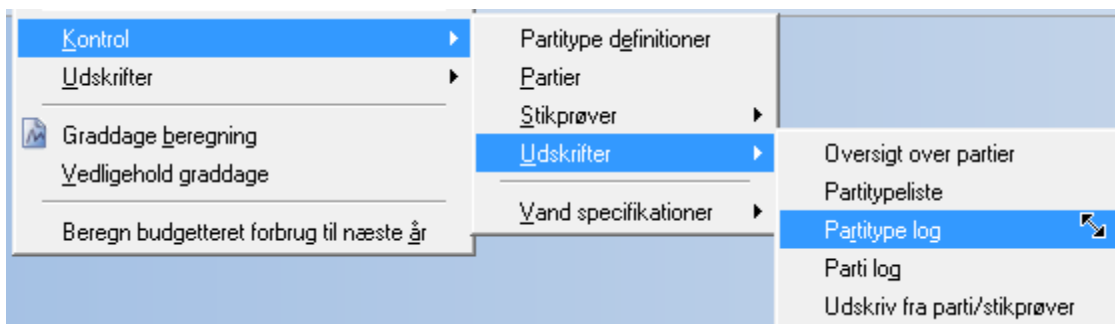 Kontrol
Udskrifter
Graddage beregning
Vedligehold graddage
Beregn budgetteret forbrug til næste år
Partitype definitioner
Partier
Stikprøver
Udskrifter
Vand specifikationer
Oversigt over partier
Partitypeliste
Partitype log
Parti log
Udskriv fra parti/stikprøver